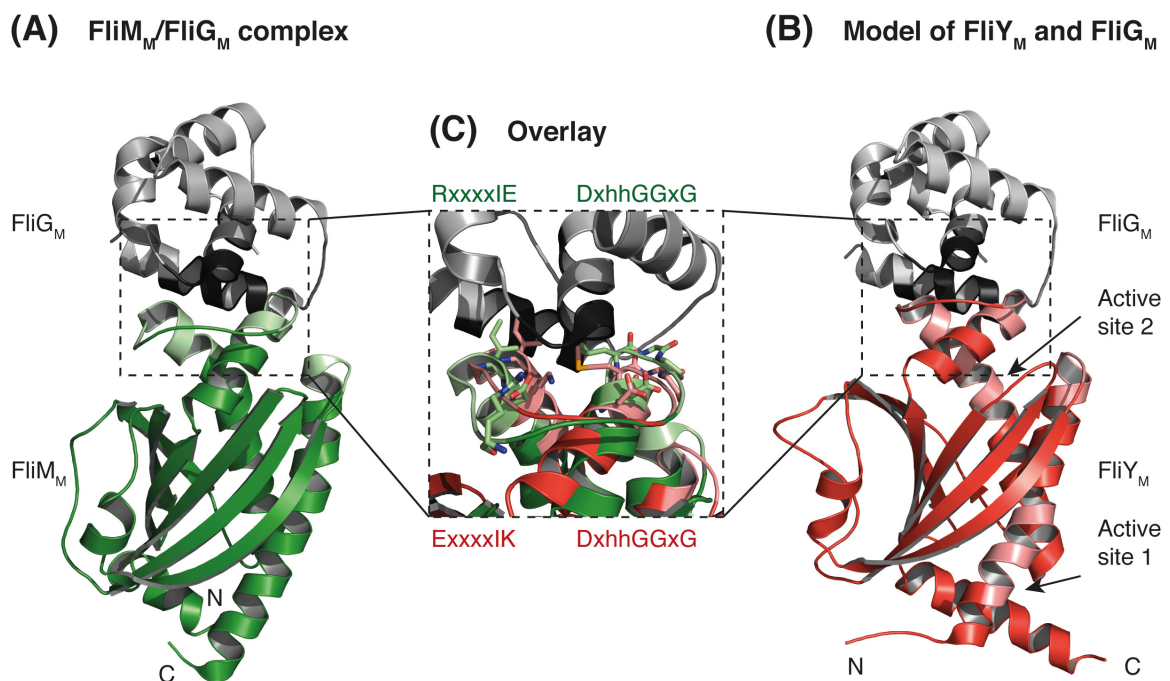 (A) FliM_M/FliG_M complex
(B) Model of FliY_M and FliG_M
(C) Overlay
RxxxxIE DxhhGGxG
FliG_M
FliG_M
Active
site 2
FliM_M
FliY_M
Active
site 1
ExxxxIK DxhhGGxG
N
C
N
C